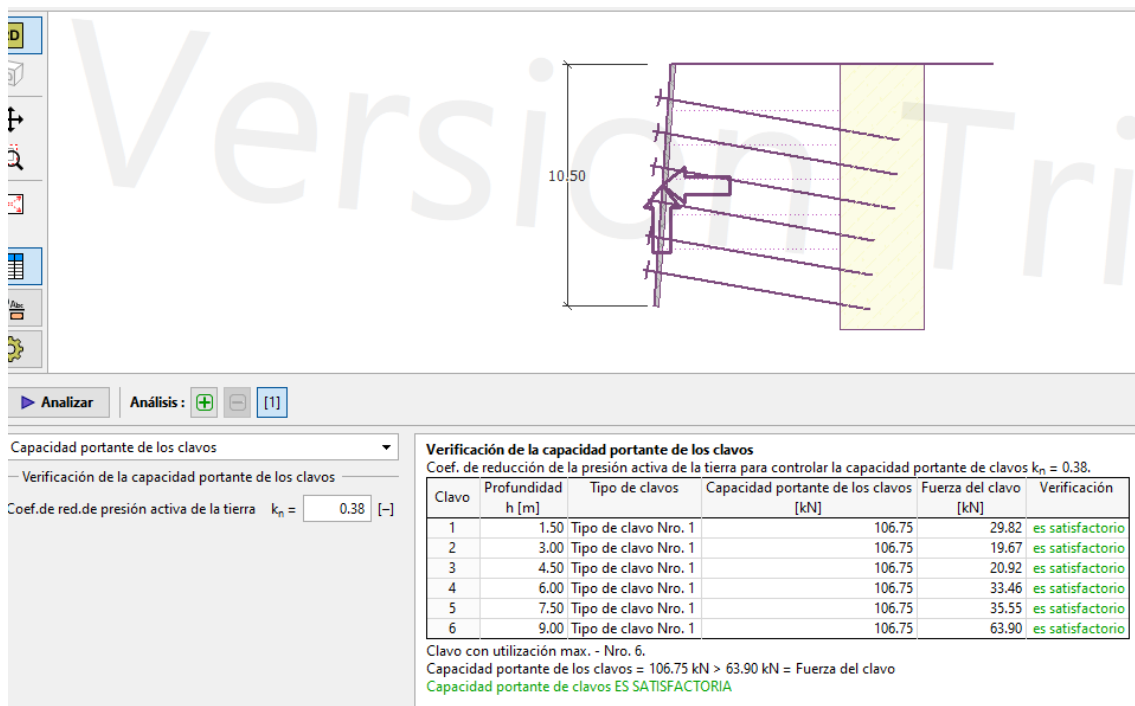 Version Tri
RD
10.50
Analizar Análisis : [1]
Capacidad portante de los clavos
Verificación de la capacidad portante de los clavos
Coef.de red.de presión activa de la tierra kn = 0.38 [–]
Verificación de la capacidad portante de los clavos
Coef. de reducción de la presión activa de la tierra para controlar la capacidad portante de clavos kn = 0.38.
Clavo Profundidad Tipo de clavos Capacidad portante de los clavos Fuerza del clavo Verificación
h [m] [kN] [kN]
1 1.50 Tipo de clavo Nro. 1 106.75 29.82 es satisfactorio
2 3.00 Tipo de clavo Nro. 1 106.75 19.67 es satisfactorio
3 4.50 Tipo de clavo Nro. 1 106.75 20.92 es satisfactorio
4 6.00 Tipo de clavo Nro. 1 106.75 33.46 es satisfactorio
5 7.50 Tipo de clavo Nro. 1 106.75 35.55 es satisfactorio
6 9.00 Tipo de clavo Nro. 1 106.75 63.90 es satisfactorio
Clavo con utilización max. - Nro. 6.
Capacidad portante de los clavos = 106.75 kN > 63.90 kN = Fuerza del clavo
Capacidad portante de clavos ES SATISFACTORIA